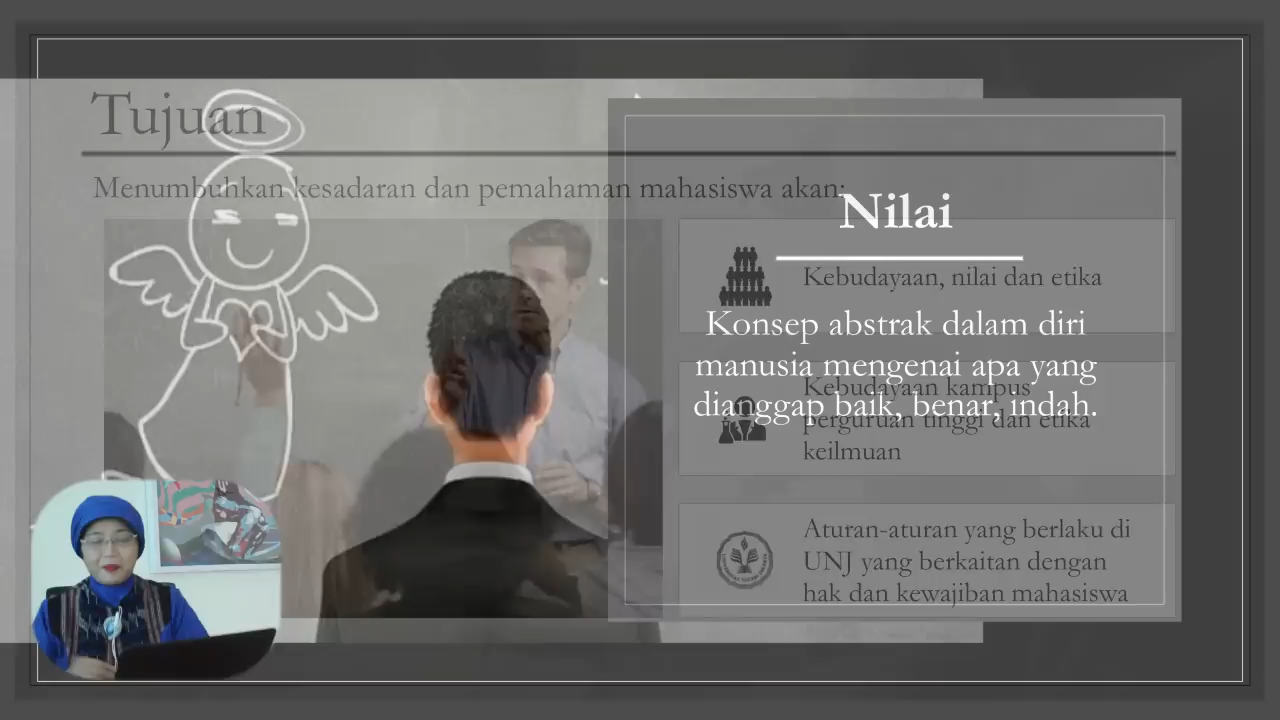 Tujuan
Menumbuhkan kesadaran dan pemahaman mahasiswa akan:
Nilai
Kebudayaan, nilai dan etika
Konsep abstrak dalam diri
manusia mengenai apa yang
dianggap baik, benar, indah.
Kebudayaan kampus
perguruan tinggi dan etika
keilmuan
Aturan-aturan yang berlaku di
UNJ yang berkaitan dengan
hak dan kewajiban mahasiswa